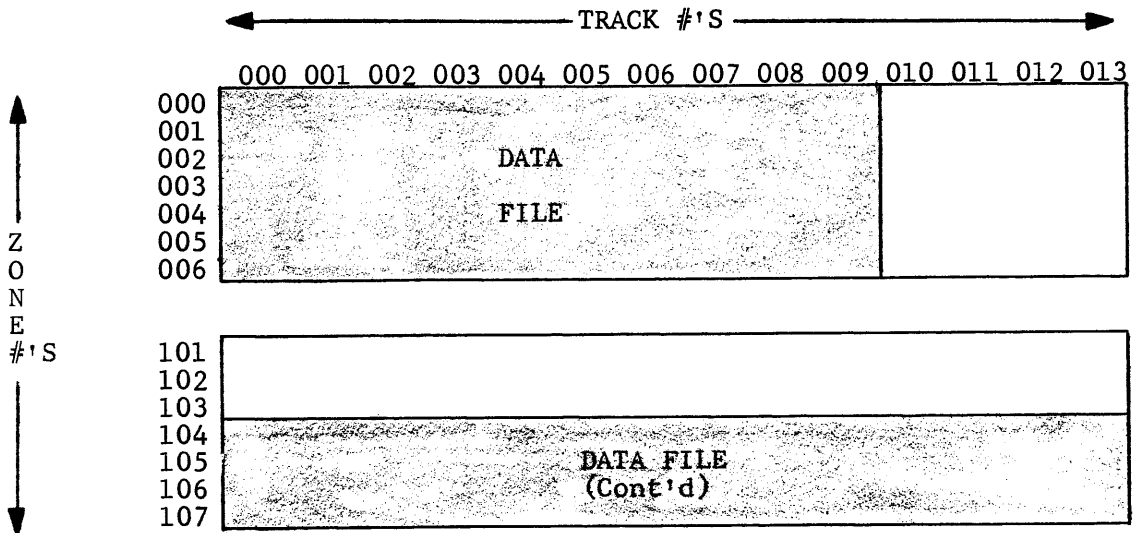 TRACK #'S
000 001 002 003 004 005 006 007 008 009 010 011 012 013
000
001
002 DATA
003
004 FILE
005
006
ZONE
#'S
101
102
103
104
105 DATA FILE
106 (Cont'd)
107